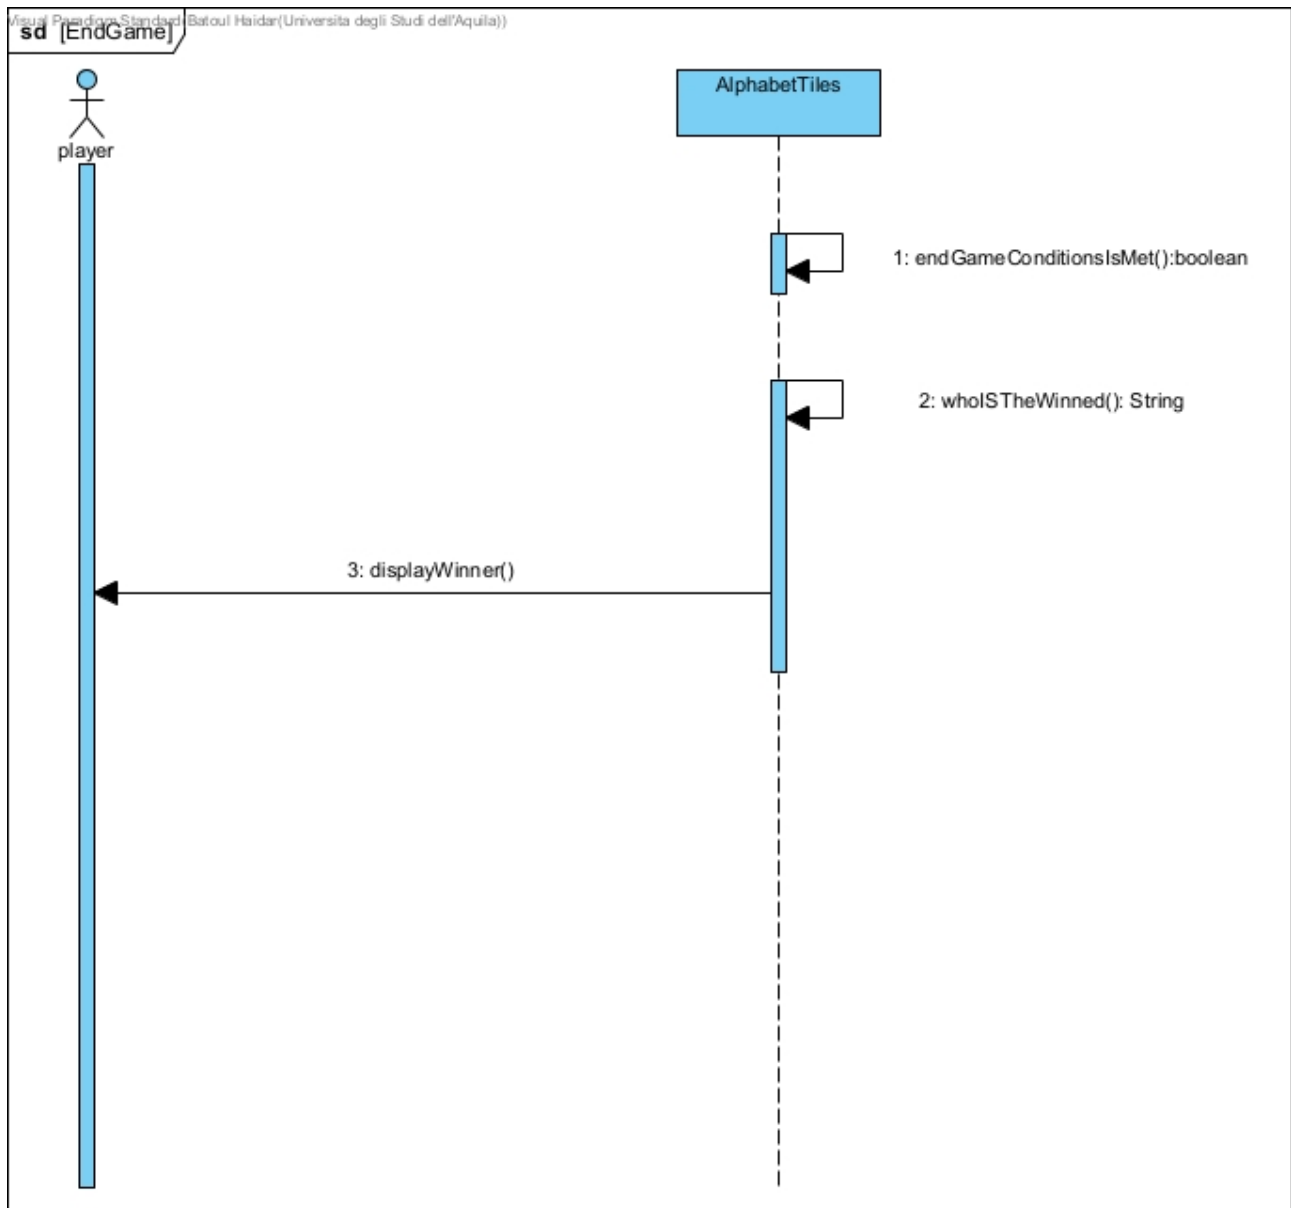 Visual Paradigm Standard(Batoul Haidar(Universita degli Studi dell'Aquila))
sd [EndGame]
player
AlphabetTiles
1: endGameConditionsIsMet():boolean
2: whoISTheWinned(): String
3: displayWinner()